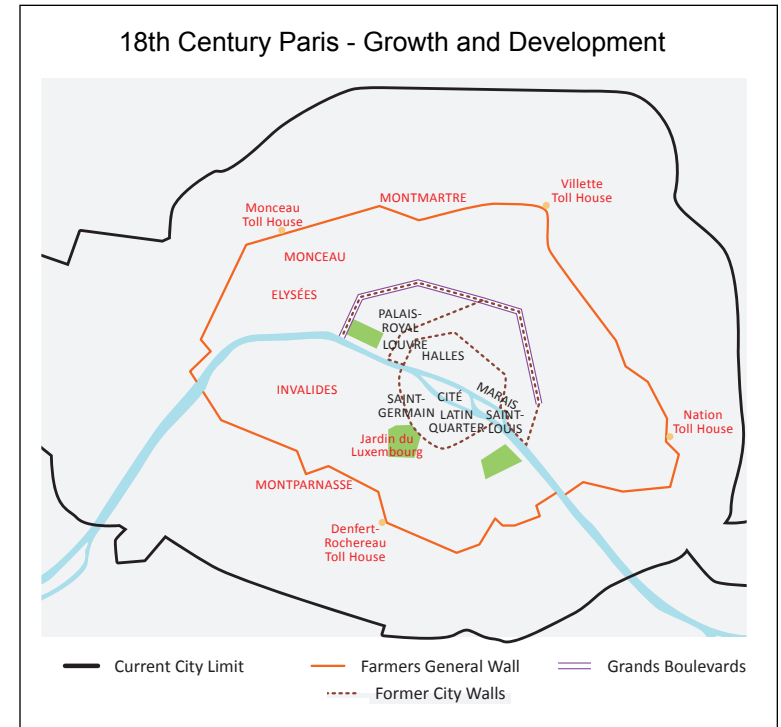 18th Century Paris - Growth and Development
Villette
Toll House
MONTMARTRE
Monceau
Toll House
MONCEAU
ELYSÉES
PALAIS-
ROYAL
LOUVRE
HALLES
INVALIDES
MARAIS
CITÉ
SAINT-
GERMAIN
LATIN
QUARTER
SAINT-
LOUIS
Nation
Toll House
Jardin du
Luxembourg
MONTPARNASSE
Denfert-
Rochereau
Toll House
Current City Limit
Farmers General Wall
Grands Boulevards
Former City Walls